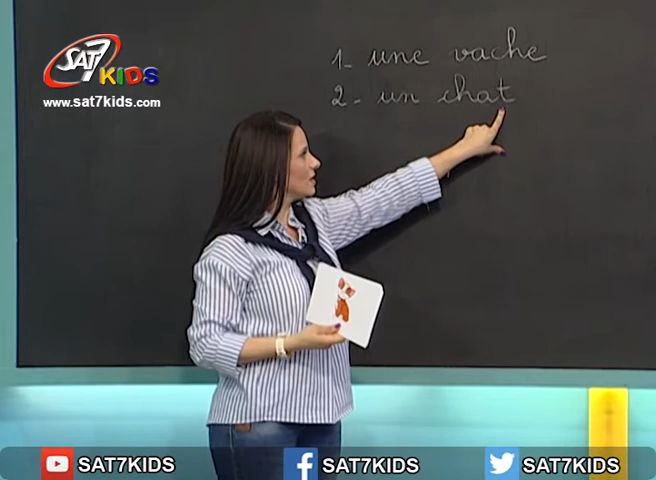 SAT7 KIDS
www.sat7kids.com
1- une vache
2- un chat
SAT7KIDS SAT7KIDS SAT7KIDS